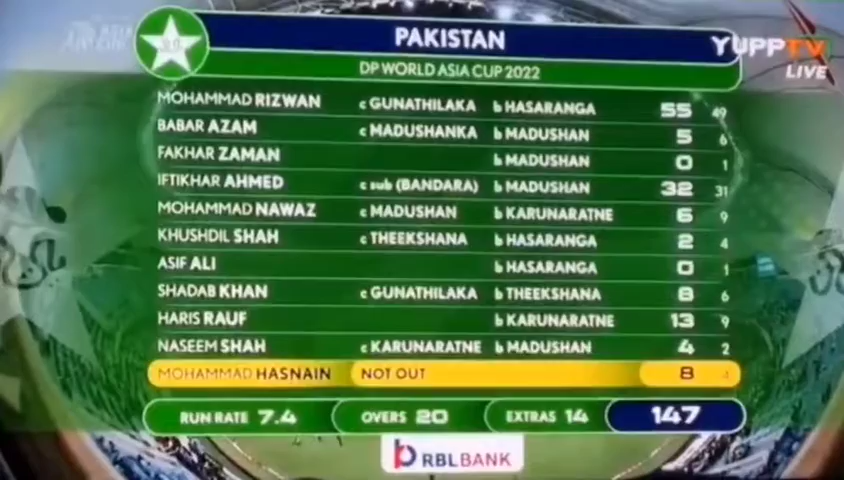 PAKISTAN
YUPPTV
LIVE
DP WORLD ASIA CUP 2022
MOHAMMAD RIZWAN c GUNATHILAKA b HASARANGA 55 49
BABAR AZAM c MADUSHANKA b MADUSHAN 5 6
FAKHAR ZAMAN b MADUSHAN 0 1
IFTIKHAR AHMED c sub (BANDARA) b MADUSHAN 32 31
MOHAMMAD NAWAZ c MADUSHAN b KARUNARATNE 6 9
KHUSHDIL SHAH c THEEKSHANA b HASARANGA 2 4
ASIF ALI b HASARANGA 0 1
SHADAB KHAN c GUNATHILAKA b THEEKSHANA 8 6
HARIS RAUF b KARUNARATNE 13 9
NASEEM SHAH c KARUNARATNE b MADUSHAN 4 2
MOHAMMAD HASNAIN NOT OUT 8 4
RUN RATE 7.4 OVERS 20 EXTRAS 14 147
RBLBANK